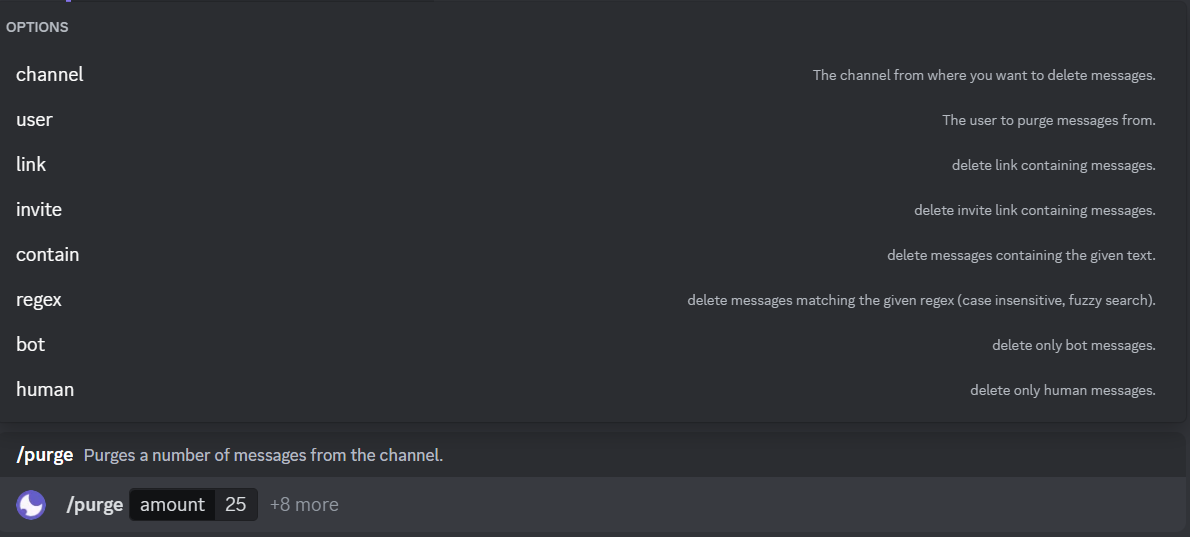 OPTIONS
channel The channel from where you want to delete messages.
user The user to purge messages from.
link delete link containing messages.
invite delete invite link containing messages.
contain delete messages containing the given text.
regex delete messages matching the given regex (case insensitive, fuzzy search).
bot delete only bot messages.
human delete only human messages.
/purge Purges a number of messages from the channel.
/purge amount 25 +8 more